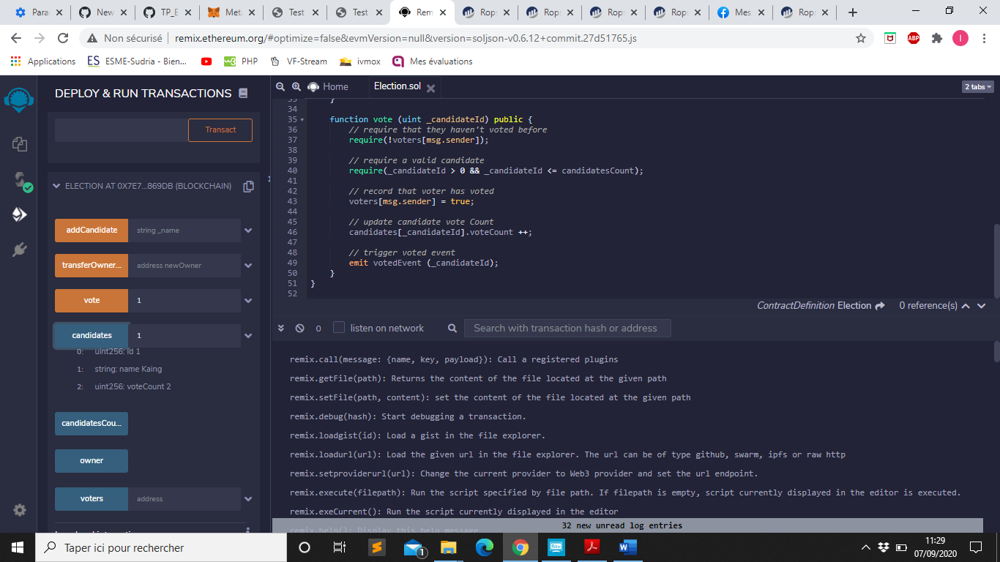 Para
New
TP_E
Meta
Test
Test
Rem
Rops
Rops
Rops
Rops
Mes
Rops
Non sécurisé | remix.ethereum.org/#optimize=false&evmVersion=null&version=soljson-v0.6.12+commit.27d51765.js
ABP
I
Applications
ES ESME-Sudria - Bien...
PHP
VF-Stream
ivmox
Mes évaluations
DEPLOY & RUN TRANSACTIONS
Transact
ELECTION AT 0X7E7...869DB (BLOCKCHAIN)
addCandidate string _name
transferOwner... address newOwner
vote 1
candidates 1
0: uint256: id 1
1: string: name Kaing
2: uint256: voteCount 2
candidatesCou...
owner
voters address
Home
Election.sol
2 tabs
33 }
34
35 function vote (uint _candidateId) public {
36 // require that they haven't voted before
37 require(!voters[msg.sender]);
38
39 // require a valid candidate
40 require(_candidateId > 0 && _candidateId <= candidatesCount);
41
42 // record that voter has voted
43 voters[msg.sender] = true;
44
45 // update candidate vote Count
46 candidates[_candidateId].voteCount ++;
47
48 // trigger voted event
49 emit votedEvent (_candidateId);
50 }
51 }
52
ContractDefinition Election 0 reference(s)
0 listen on network Search with transaction hash or address
remix.call(message: {name, key, payload}): Call a registered plugins
remix.getFile(path): Returns the content of the file located at the given path
remix.setFile(path, content): set the content of the file located at the given path
remix.debug(hash): Start debugging a transaction.
remix.loadgist(id): Load a gist in the file explorer.
remix.loadurl(url): Load the given url in the file explorer. The url can be of type github, swarm, ipfs or raw http
remix.setproviderurl(url): Change the current provider to Web3 provider and set the url endpoint.
remix.execute(filepath): Run the script specified by file path. If filepath is empty, script currently displayed in the editor is executed.
remix.exeCurrent(): Run the script currently displayed in the editor
remix.help(): Display this help message
32 new unread log entries
Taper ici pour rechercher
1
11:29
07/09/2020